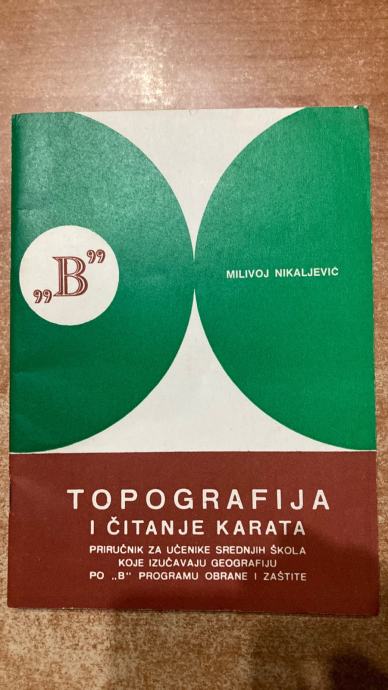 „B”
MILIVOJ NIKALJEVIĆ
TOPOGRAFIJA
I ČITANJE KARATA
PRIRUČNIK ZA UČENIKE SREDNJIH ŠKOLA
KOJE IZUČAVAJU GEOGRAFIJU
PO „B" PROGRAMU OBRANE I ZAŠTITE